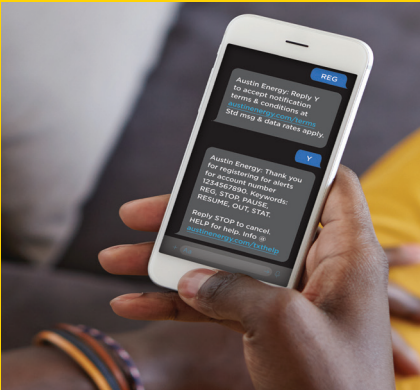 REG
Austin Energy: Reply Y
to accept notification
terms & conditions at
austinenergy.com/terms
Std msg & data rates apply.
Y
Austin Energy: Thank you
for registering for alerts
for account number
1234567890. Keywords:
REG, STOP, PAUSE,
RESUME, OUT, STAT.
Reply STOP to cancel.
HELP for help. Info @
austinenergy.com/txthelp